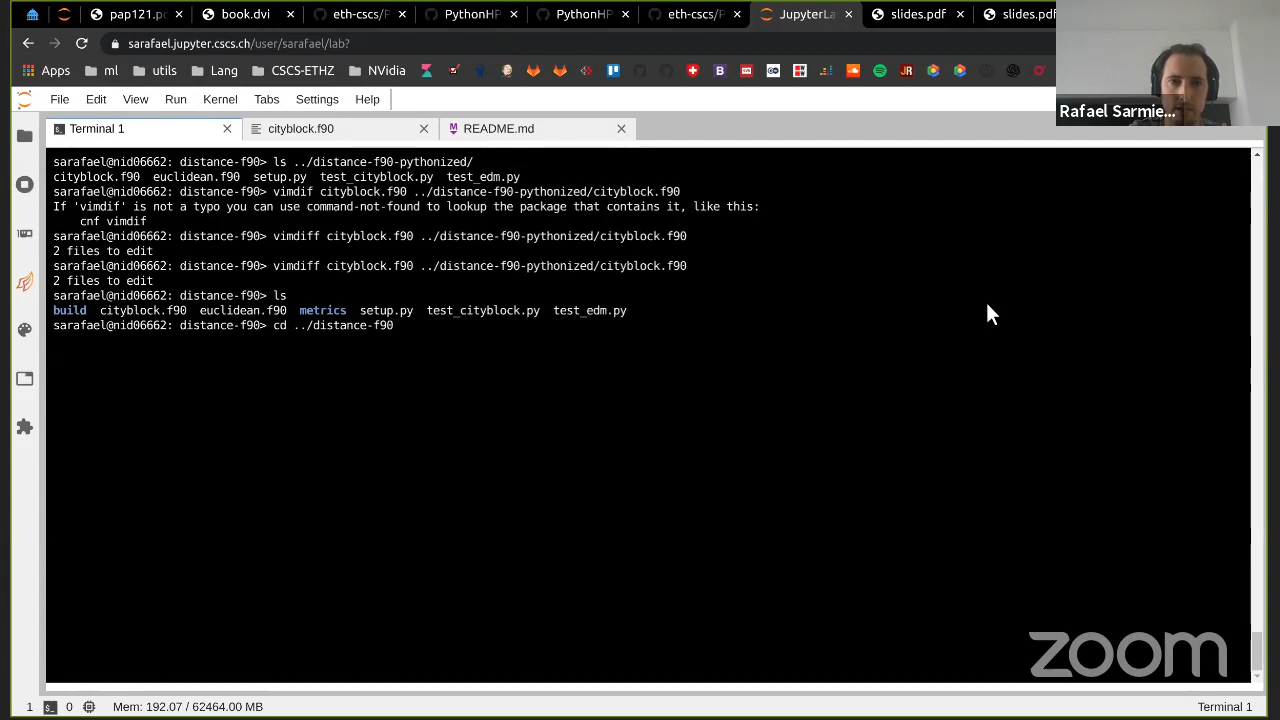 pap121.pc
book.dvi
eth-cscs/
PythonHP
PythonHP
eth-cscs/
JupyterLa
slides.pdf
slides.pdf
sarafael.jupyter.cscs.ch/user/sarafael/lab?
Apps
ml
utils
Lang
CSCS-ETHZ
NVidia
Rafael Sarmie...
File
Edit
View
Run
Kernel
Tabs
Settings
Help
Terminal 1
cityblock.f90
README.md
sarafael@nid06662: distance-f90> ls ../distance-f90-pythonized/
cityblock.f90 euclidean.f90 setup.py test_cityblock.py test_edm.py
sarafael@nid06662: distance-f90> vimdif cityblock.f90 ../distance-f90-pythonized/cityblock.f90
If 'vimdif' is not a typo you can use command-not-found to lookup the package that contains it, like this:
cnf vimdif
sarafael@nid06662: distance-f90> vimdiff cityblock.f90 ../distance-f90-pythonized/cityblock.f90
2 files to edit
sarafael@nid06662: distance-f90> vimdiff cityblock.f90 ../distance-f90-pythonized/cityblock.f90
2 files to edit
sarafael@nid06662: distance-f90> ls
build cityblock.f90 euclidean.f90 metrics setup.py test_cityblock.py test_edm.py
sarafael@nid06662: distance-f90> cd ../distance-f90
zoom
1
0
Mem: 192.07 / 62464.00 MB
Terminal 1